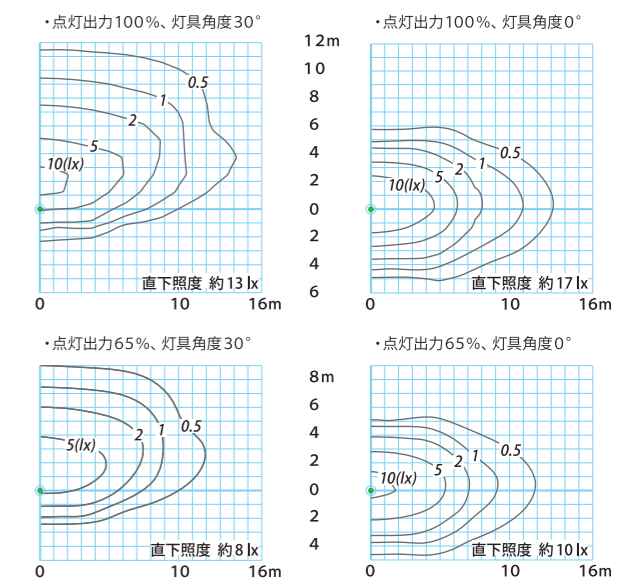 ・点灯出力100%、灯具角度30°
・点灯出力100%、灯具角度0°
12m
10
8
6
4
2
0
2
4
6
0.5
1
2
5
10(lx)
直下照度 約13 lx
0.5
1
2
5
10(lx)
直下照度 約17 lx
0 10 16m
0 10 16m
・点灯出力65%、灯具角度30°
・点灯出力65%、灯具角度0°
8m
6
4
2
0
2
4
0.5
1
2
5(lx)
直下照度 約8 lx
0.5
1
2
5
10(lx)
直下照度 約10 lx
0 10 16m
0 10 16m